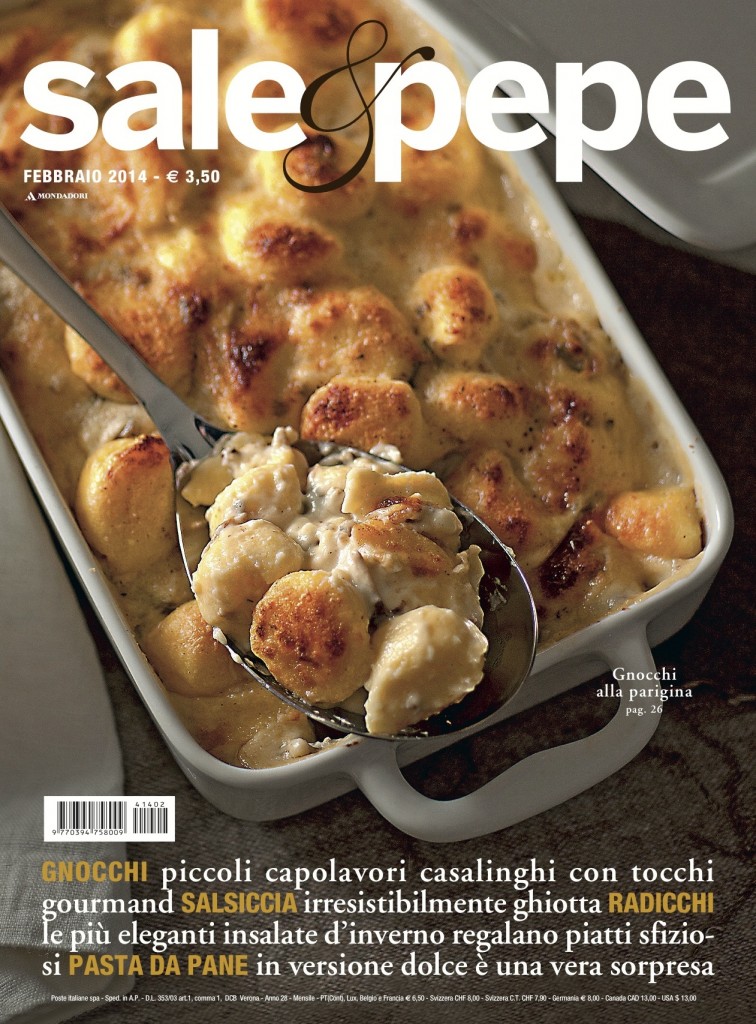 sale&pepe
FEBBRAIO 2014 - € 3,50
MONDADORI
Gnocchi
alla parigina
pag. 26
41402
9 770394 758009
GNOCCHI piccoli capolavori casalinghi con tocchi
gourmand SALSICCIA irresistibilmente ghiotta RADICCHI
le più eleganti insalate d'inverno regalano piatti sfizio-
si PASTA DA PANE in versione dolce è una vera sorpresa
Poste Italiane spa - Sped. in A.P. - D.L. 353/03 art.1, comma 1, DCB Verona - Anno 28 - Mensile - PT(Cont), Lux, Belgio e Francia € 6,50 - Svizzera CHF 8,00 - Svizzera C.T. CHF 7,90 - Germania € 8,00 - Canada CAD 13,00 - USA $ 13,00